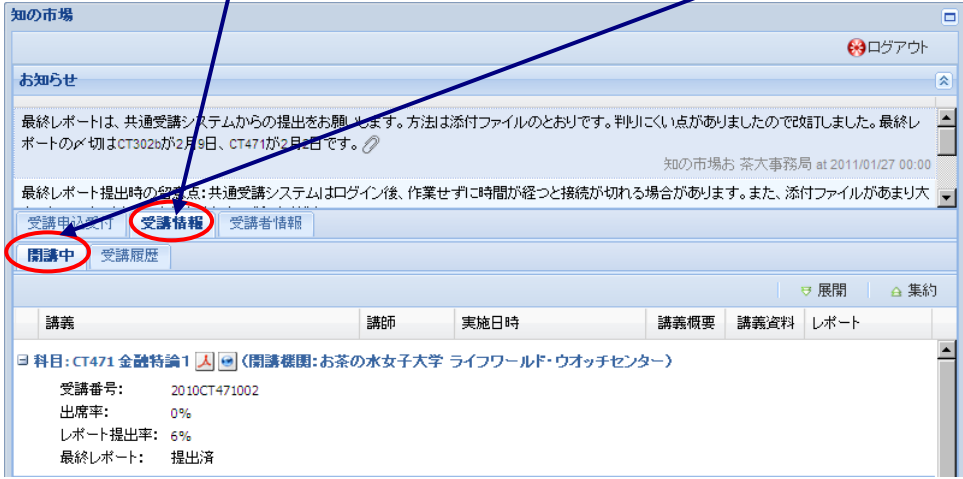 知の市場
ログアウト
お知らせ
最終レポートは、共通受講システムからの提出をお願いします。方法は添付ファイルのとおりです。判りにくい点がありましたので改訂しました。最終レ
ポートの〆切はCT302bが2月9日、CT471が2月2日です。
知の市場お 茶大事務局 at 2011/01/27 00:00
最終レポート提出時の留意点：共通受講システムはログイン後、作業せずに時間が経つと接続が切れる場合があります。また、添付ファイルがあまり大
受講申込受付 受講情報 受講者情報
開講中 受講履歴
展開 集約
講義 講師 実施日時 講義概要 講義資料 レポート
科目：CT471 金融特論1 （開講機関：お茶の水女子大学 ライフワールド・ウオッチセンター）
受講番号： 2010CT471002
出席率： 0%
レポート提出率： 6%
最終レポート： 提出済